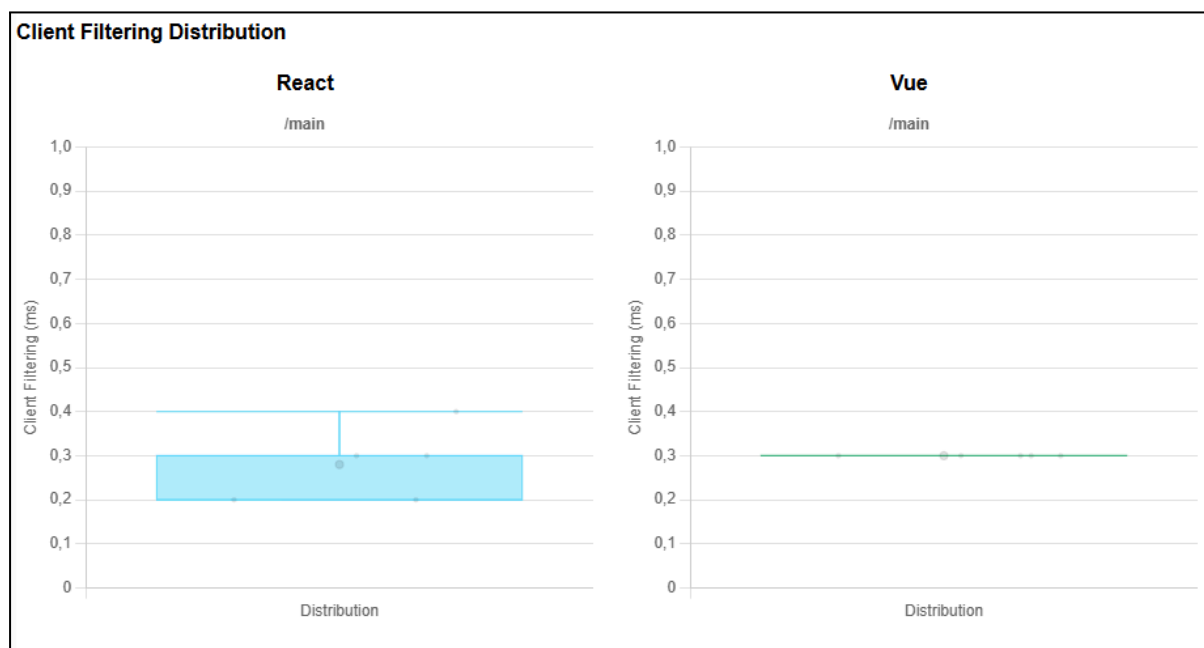 Client Filtering Distribution
React
/main
1,0
0,9
0,8
0,7
0,6
0,5
0,4
0,3
0,2
0,1
0
Client Filtering (ms)
Distribution
Vue
/main
1,0
0,9
0,8
0,7
0,6
0,5
0,4
0,3
0,2
0,1
0
Client Filtering (ms)
Distribution